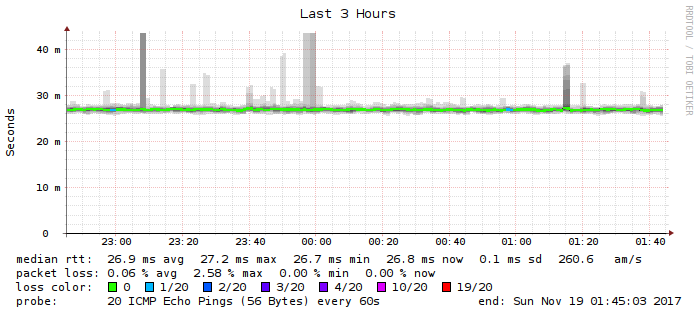 Last 3 Hours
RRDTOOL / TOBI OETIKER
Seconds
40 m
30 m
20 m
10 m
0
23:00 23:20 23:40 00:00 00:20 00:40 01:00 01:20 01:40
median rtt: 26.9 ms avg 27.2 ms max 26.7 ms min 26.8 ms now 0.1 ms sd 260.6 am/s
packet loss: 0.06 % avg 2.58 % max 0.00 % min 0.00 % now
loss color: 0 1/20 2/20 3/20 4/20 10/20 19/20
probe: 20 ICMP Echo Pings (56 Bytes) every 60s end: Sun Nov 19 01:45:03 2017